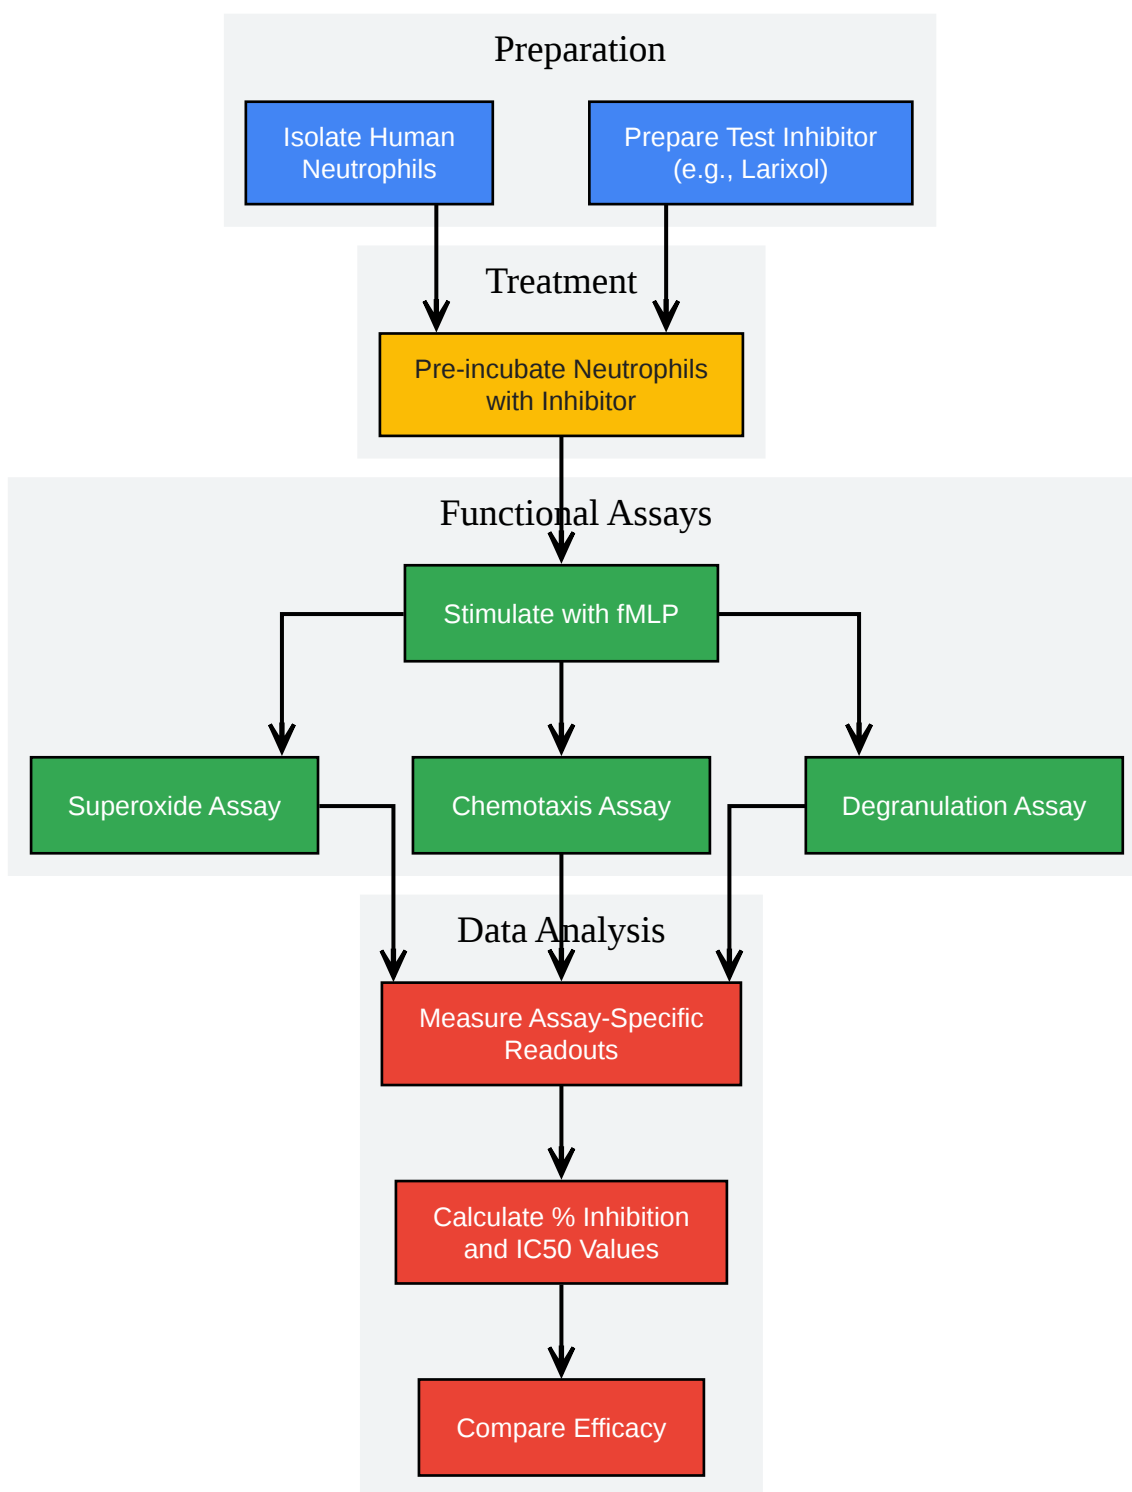 Preparation
Isolate Human
Neutrophils
Prepare Test Inhibitor
(e.g., Larixol)
Treatment
Pre-incubate Neutrophils
with Inhibitor
Functional Assays
Stimulate with fMLP
Superoxide Assay
Chemotaxis Assay
Degranulation Assay
Data Analysis
Measure Assay-Specific
Readouts
Calculate % Inhibition
and IC50 Values
Compare Efficacy